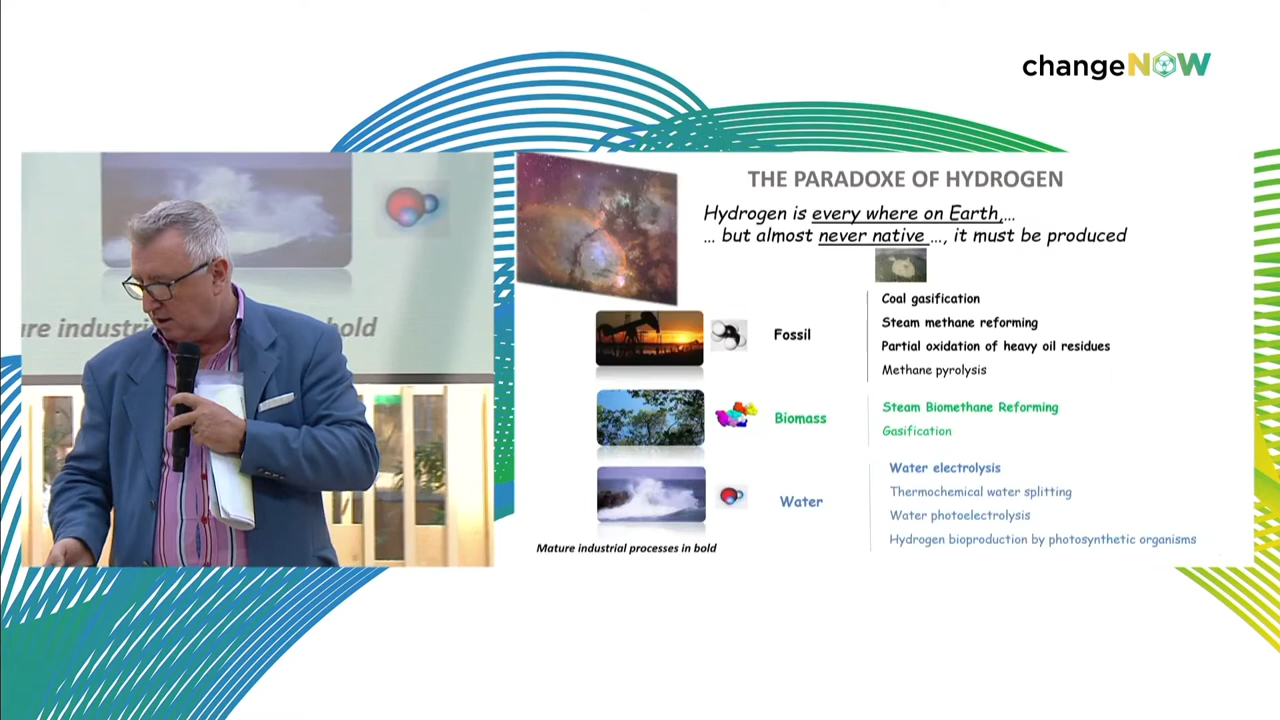 changeNOW
THE PARADOXE OF HYDROGEN
Hydrogen is every where on Earth,...
... but almost never native ..., it must be produced
Fossil
Coal gasification
Steam methane reforming
Partial oxidation of heavy oil residues
Methane pyrolysis
Biomass
Steam Biomethane Reforming
Gasification
Water
Water electrolysis
Thermochemical water splitting
Water photoelectrolysis
Hydrogen bioproduction by photosynthetic organisms
Mature industrial processes in bold
ure industri bold